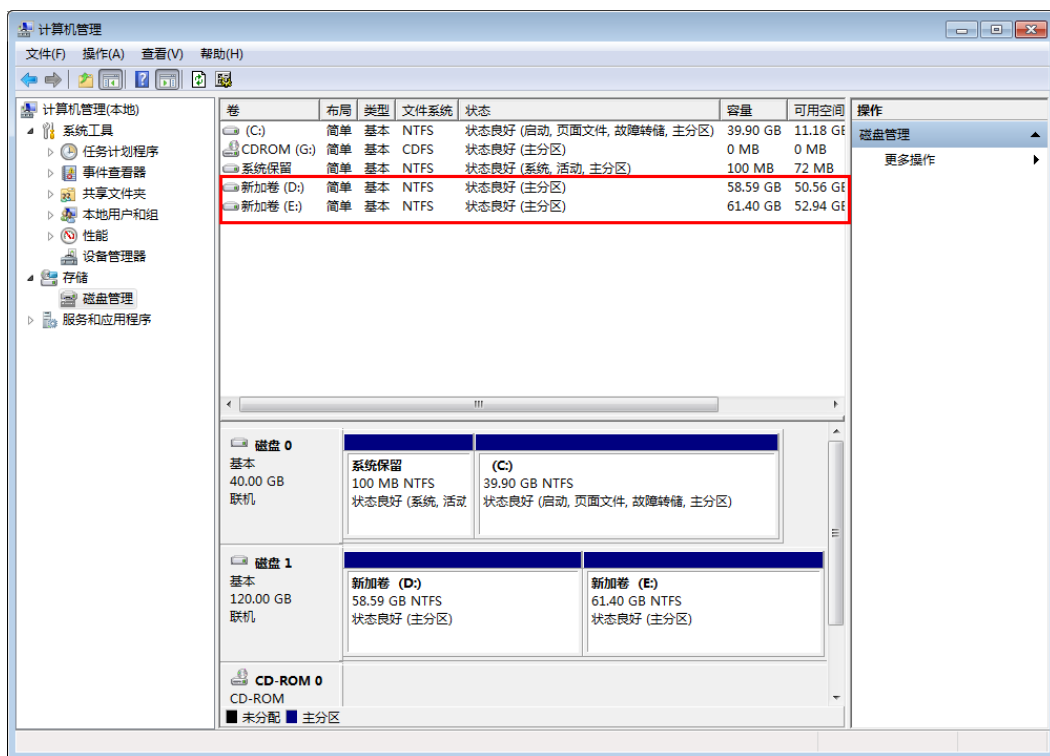 计算机管理
文件(F) 操作(A) 查看(V) 帮助(H)
计算机管理(本地)
系统工具
任务计划程序
事件查看器
共享文件夹
本地用户和组
性能
设备管理器
存储
磁盘管理
服务和应用程序
卷 布局 类型 文件系统 状态 容量 可用空间
(C:) 简单 基本 NTFS 状态良好 (启动, 页面文件, 故障转储, 主分区) 39.90 GB 11.18 GB
CDROM (G:) 简单 基本 CDFS 状态良好 (主分区) 0 MB 0 MB
系统保留 简单 基本 NTFS 状态良好 (系统, 活动, 主分区) 100 MB 72 MB
新加卷 (D:) 简单 基本 NTFS 状态良好 (主分区) 58.59 GB 50.56 GB
新加卷 (E:) 简单 基本 NTFS 状态良好 (主分区) 61.40 GB 52.94 GB
操作
磁盘管理
更多操作
磁盘 0
基本
40.00 GB
联机
系统保留
100 MB NTFS
状态良好 (系统, 活动
(C:)
39.90 GB NTFS
状态良好 (启动, 页面文件, 故障转储, 主分区)
磁盘 1
基本
120.00 GB
联机
新加卷 (D:)
58.59 GB NTFS
状态良好 (主分区)
新加卷 (E:)
61.40 GB NTFS
状态良好 (主分区)
CD-ROM 0
CD-ROM
未分配 主分区